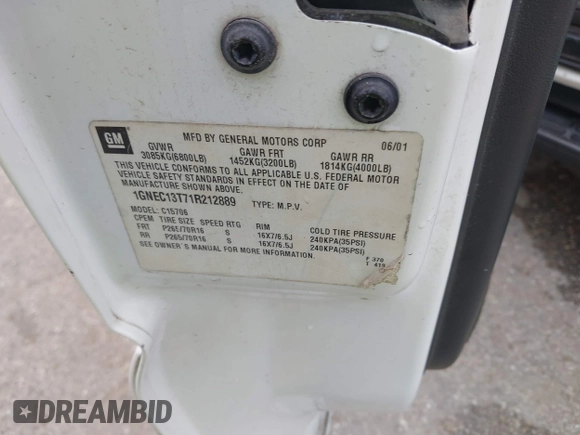 GM
MFD BY GENERAL MOTORS CORP 06/01
GVWR GAWR FRT GAWR RR
3085KG(6800LB) 1452KG(3200LB) 1814KG(4000LB)
THIS VEHICLE CONFORMS TO ALL APPLICABLE U.S. FEDERAL MOTOR
VEHICLE SAFETY STANDARDS IN EFFECT ON THE DATE OF
MANUFACTURE SHOWN ABOVE.
1GNEC13T71R212889 TYPE: M.P.V.
MODEL: C15706
CPEM TIRE SIZE SPEED RTG RIM COLD TIRE PRESSURE
FRT P265/70R16 S 16X7/6.5J 240KPA(35PSI)
RR P265/70R16 S 16X7/6.5J 240KPA(35PSI)
SEE OWNER'S MANUAL FOR MORE INFORMATION.
F 370
T 419
DREAMBID